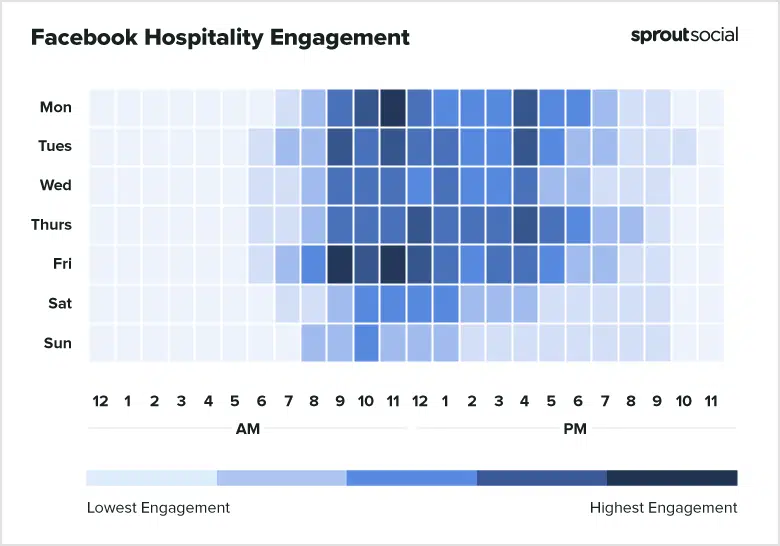 Facebook Hospitality Engagement
sproutsocial
Mon
Tues
Wed
Thurs
Fri
Sat
Sun
12 1 2 3 4 5 6 7 8 9 10 11 12 1 2 3 4 5 6 7 8 9 10 11
AM PM
Lowest Engagement Highest Engagement